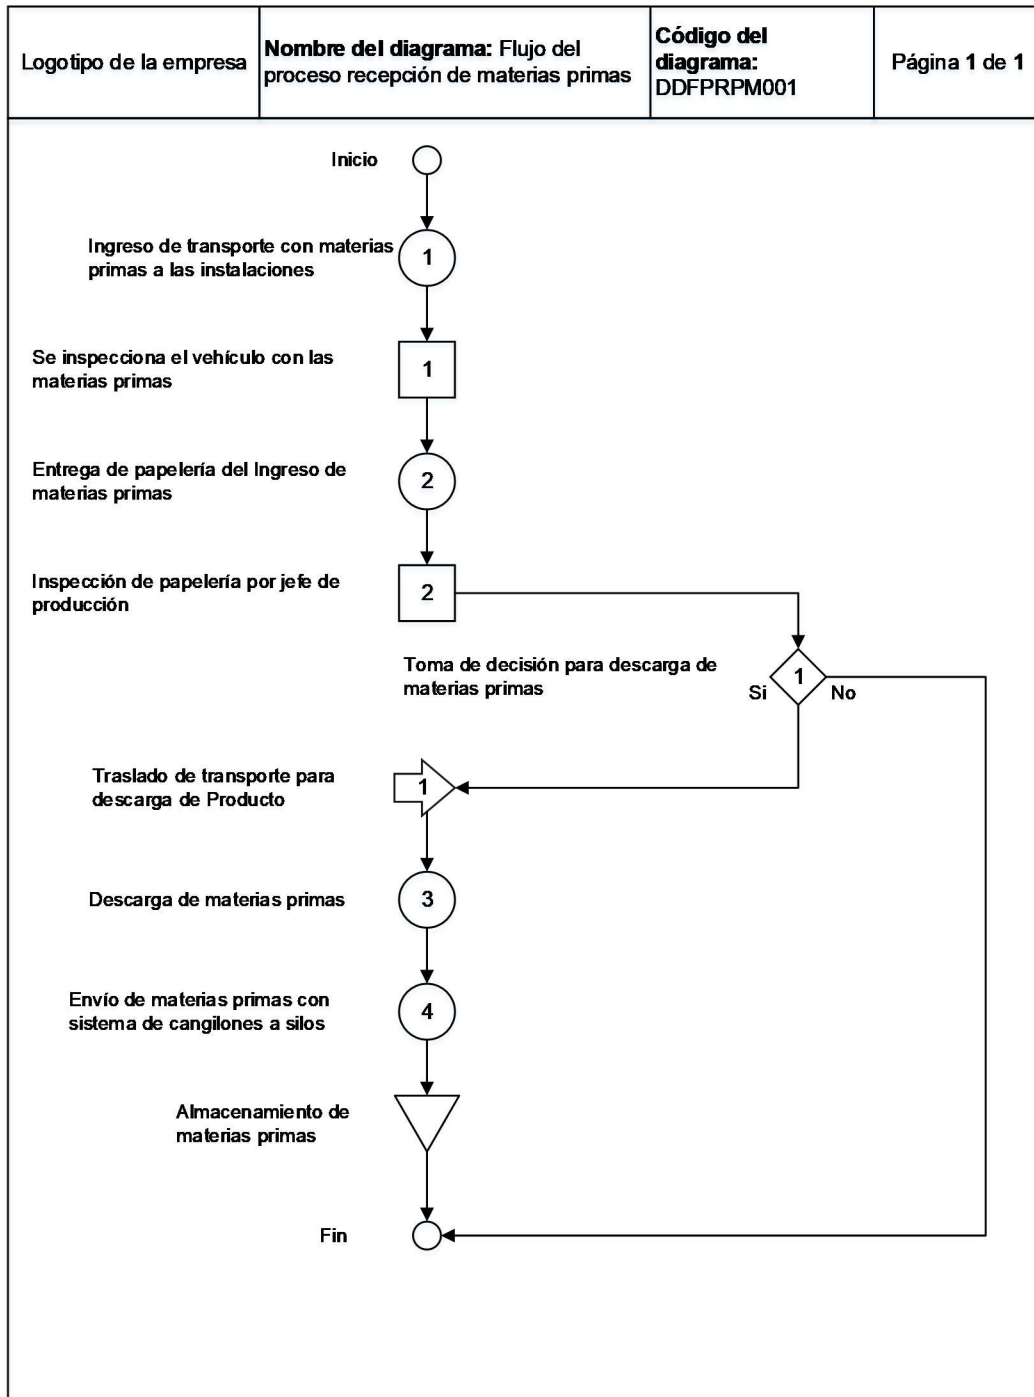 Logotipo de la empresa
Nombre del diagrama: Flujo del
proceso recepción de materias primas
Código del
diagrama:
DDFPRPM001
Página 1 de 1
Inicio
Ingreso de transporte con materias
primas a las instalaciones
1
Se inspecciona el vehículo con las
materias primas
1
Entrega de papelería del Ingreso de
materias primas
2
Inspección de papelería por jefe de
producción
2
Toma de decisión para descarga de
materias primas
1
Si
No
Traslado de transporte para
descarga de Producto
1
Descarga de materias primas
3
Envío de materias primas con
sistema de cangilones a silos
4
Almacenamiento de
materias primas
Fin